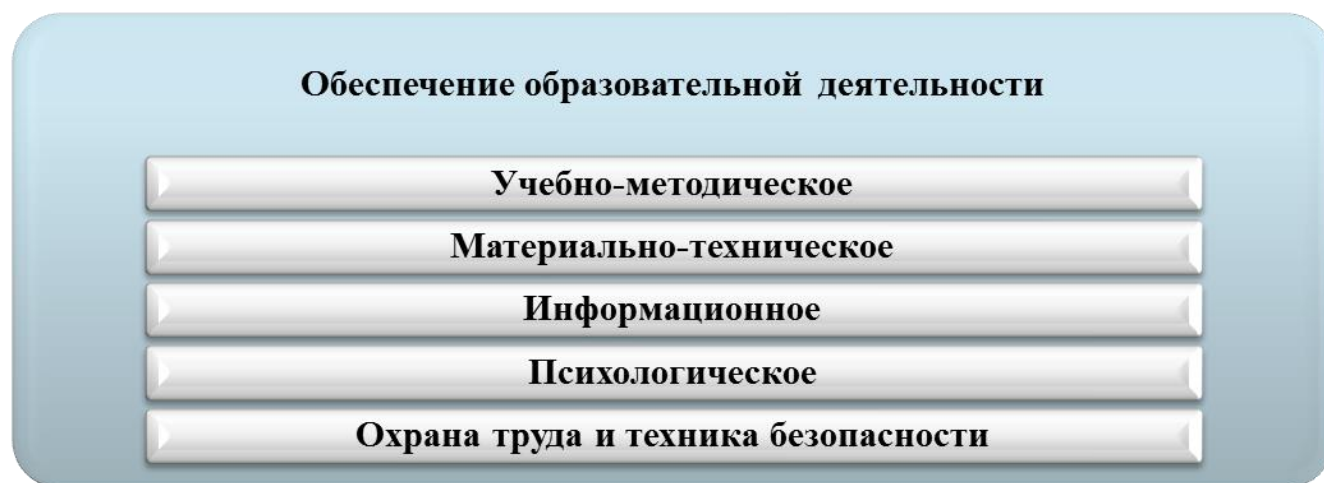 Обеспечение образовательной деятельности
Учебно-методическое
Материально-техническое
Информационное
Психологическое
Охрана труда и техника безопасности